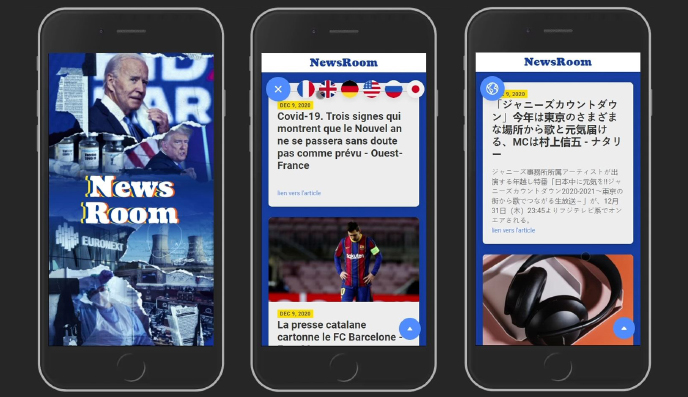 News
Room
EURONEXT
NewsRoom
DEC 9, 2020
Covid-19. Trois signes qui
montrent que le Nouvel an
ne se passera sans doute
pas comme prévu - Ouest-
France
lien vers l'article
DEC 9, 2020
La presse catalane
cartonne le FC Barcelone -
NewsRoom
9, 2020
「ジャニーズカウントダウ
ン」今年は東京のさまざま
な場所から歌と元気届け
る、MCは村上信五 - ナタリ
ー
ジャニーズ事務所所属アーティストが出
演する年越し特番「日本中に元気を!!ジャ
ニーズカウントダウン2020-2021〜東京の
街から歌でつながる生放送〜」が、12月
31日（木）23:45よりフジテレビ系でオン
エアされる。
lien vers l'article